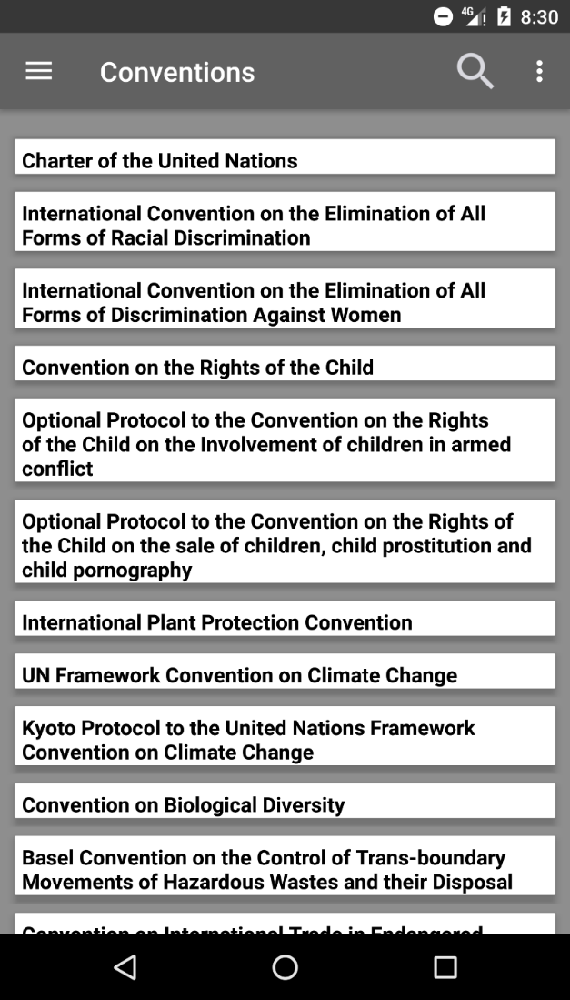 4G 8:30
Conventions
Charter of the United Nations
International Convention on the Elimination of All
Forms of Racial Discrimination
International Convention on the Elimination of All
Forms of Discrimination Against Women
Convention on the Rights of the Child
Optional Protocol to the Convention on the Rights
of the Child on the Involvement of children in armed
conflict
Optional Protocol to the Convention on the Rights of
the Child on the sale of children, child prostitution and
child pornography
International Plant Protection Convention
UN Framework Convention on Climate Change
Kyoto Protocol to the United Nations Framework
Convention on Climate Change
Convention on Biological Diversity
Basel Convention on the Control of Trans-boundary
Movements of Hazardous Wastes and their Disposal
Convention on International Trade in Endangered